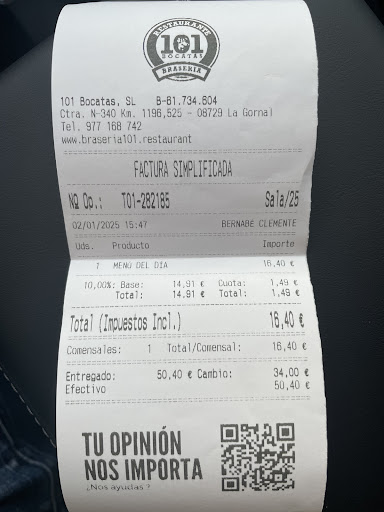 RESTAURANTE
101
BOCATAS
BRASERIA
101 Bocatas, SL B-61.734.604
Ctra. N-340 Km. 1196,525 - 08729 La Gornal
Tel. 977 168 742
www.braseria101.restaurant
FACTURA SIMPLIFICADA
Nº Op.: T01-282185 Sala/25
02/01/2025 15:47 BERNABE CLEMENTE
Uds. Producto Importe
1 MENU DEL DIA 16,40 €
10,00%: Base: 14,91 € Cuota: 1,49 €
Total: 14,91 € Total: 1,49 €
Total (Impuestos Incl.) 16,40 €
Comensales: 1 Total/Comensal: 16,40 €
Entregado: 50,40 € Cambio: 34,00 €
Efectivo 50,40 €
TU OPINIÓN
NOS IMPORTA
¿Nos ayudas?